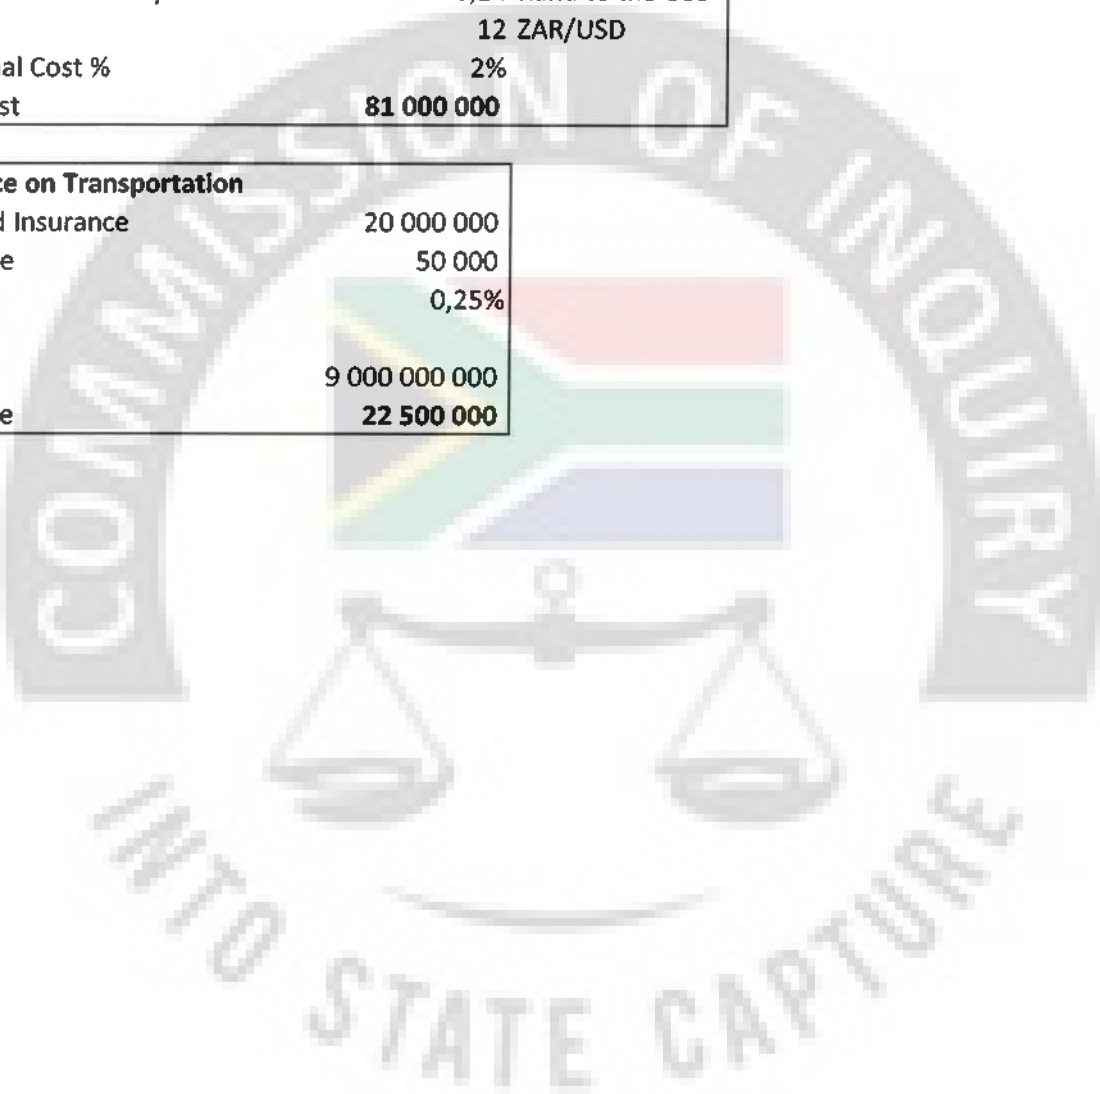 12 ZAR/USD
al Cost % 2%
st 81 000 000
ce on Transportation
d Insurance 20 000 000
e 50 000
0,25%
9 000 000 000
e 22 500 000
COMMISSION OF INQUIRY
INTO STATE CAPTURE